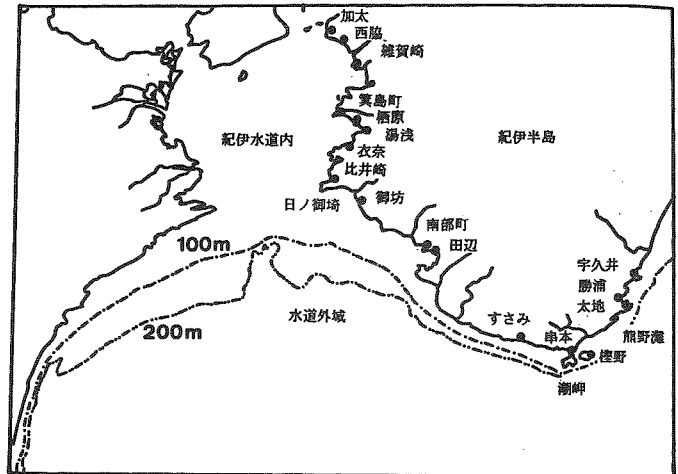 加太
西脇
雑賀崎
箕島町
栖原
湯浅
紀伊水道内
紀伊半島
衣奈
比井崎
日ノ御埼
御坊
南部町
田辺
100m
200m
水道外域
宇久井
勝浦
太地
すさみ
串本
熊野灘
樫野
潮岬